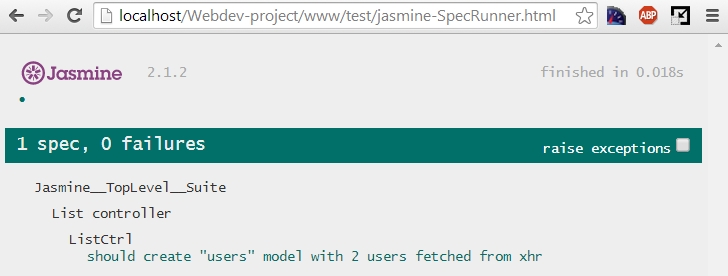 localhost/Webdev-project/www/test/jasmine-SpecRunner.html
ABP
Jasmine 2.1.2 finished in 0.018s
•
1 spec, 0 failures raise exceptions
Jasmine__TopLevel__Suite
List controller
ListCtrl
should create "users" model with 2 users fetched from xhr